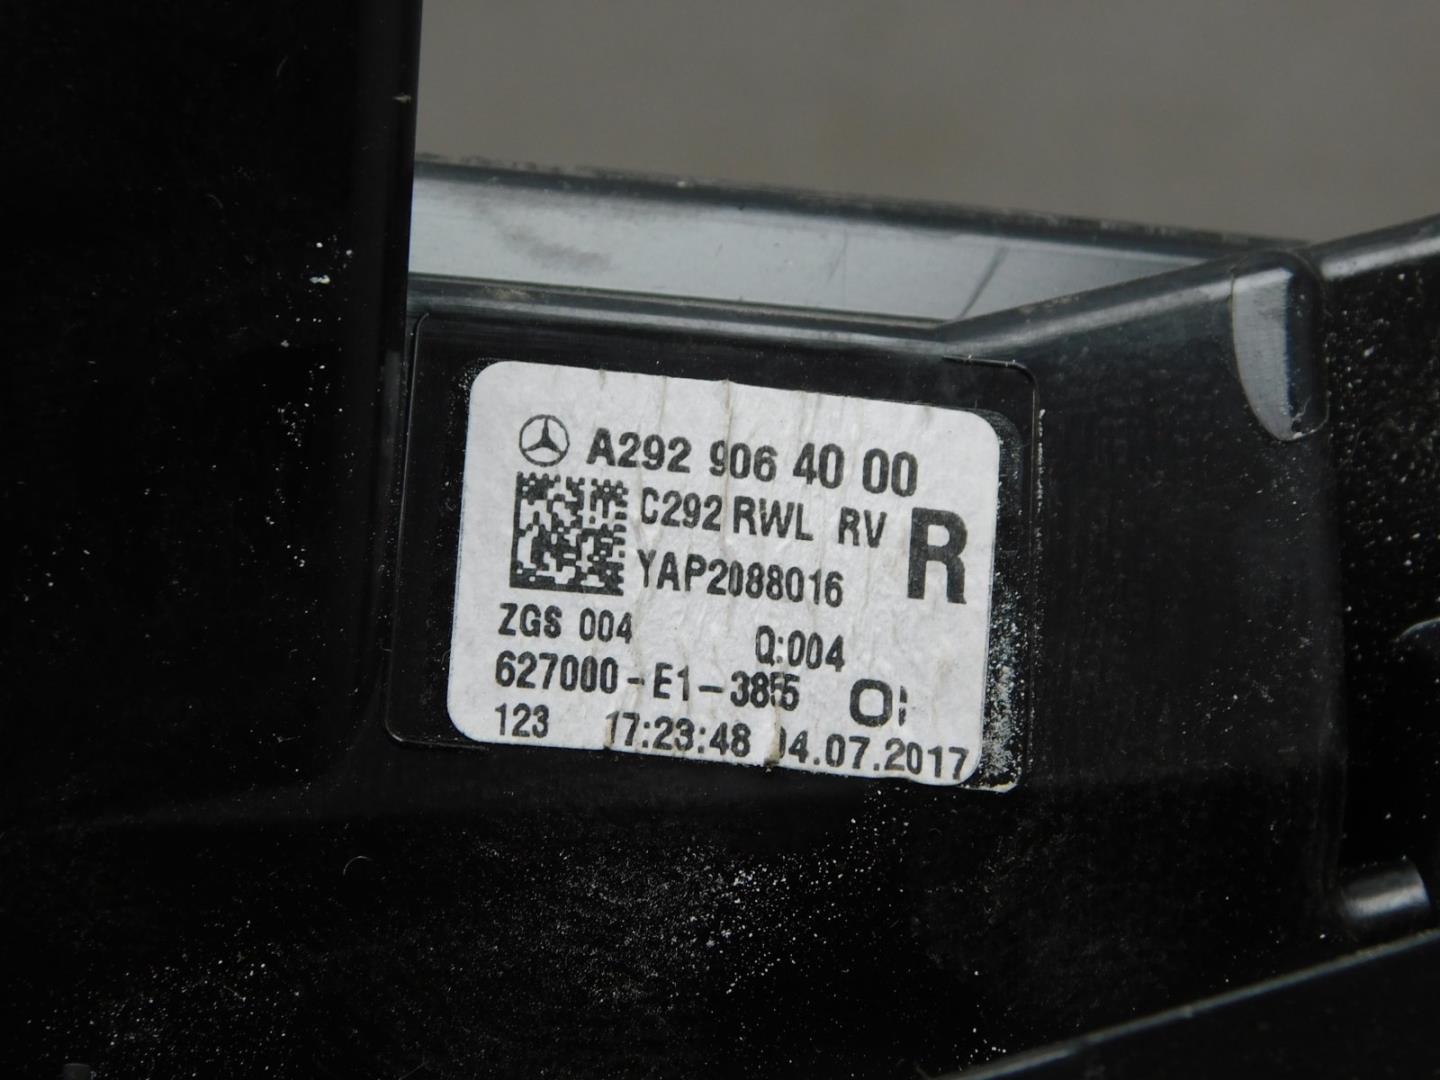 A292 906 40 00
C292 RWL RV R
YAP2088016
ZGS 004 Q:004
627000-E1-385
123 17:23:48 04.07.2017